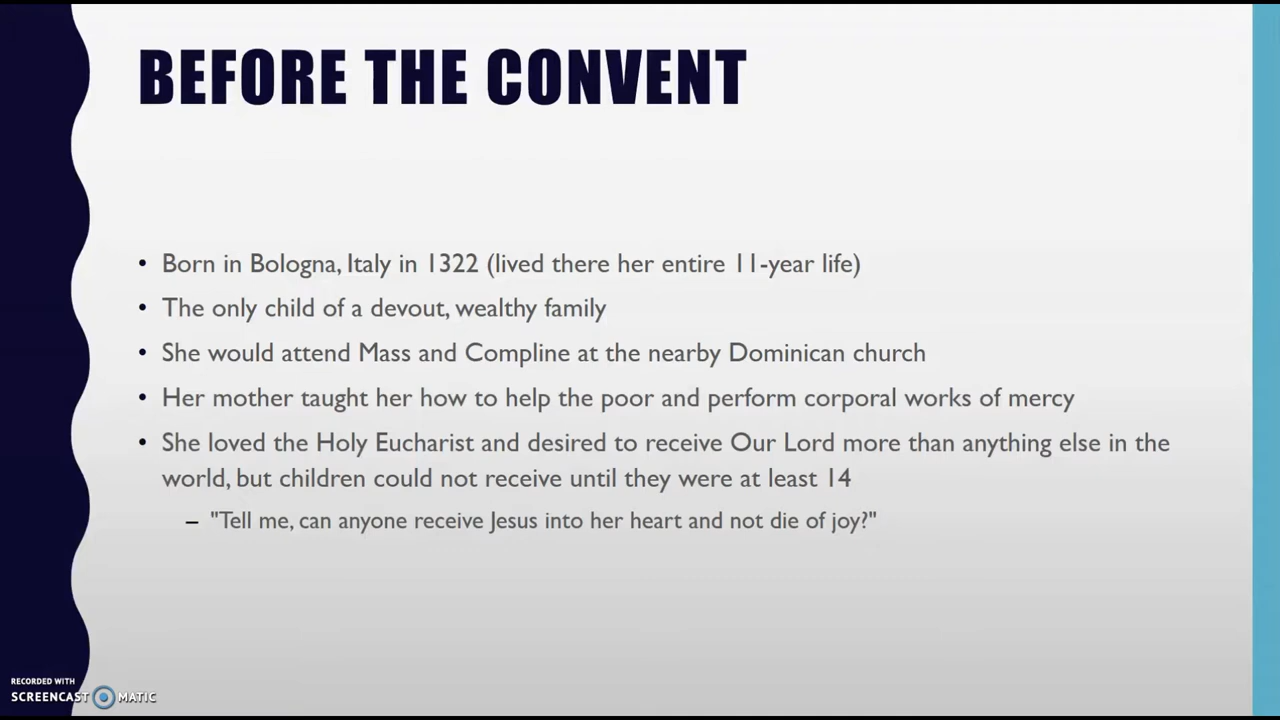 BEFORE THE CONVENT
• Born in Bologna, Italy in 1322 (lived there her entire 11-year life)
• The only child of a devout, wealthy family
• She would attend Mass and Compline at the nearby Dominican church
• Her mother taught her how to help the poor and perform corporal works of mercy
• She loved the Holy Eucharist and desired to receive Our Lord more than anything else in the
world, but children could not receive until they were at least 14
– "Tell me, can anyone receive Jesus into her heart and not die of joy?"
RECORDED WITH
SCREENCAST MATIC